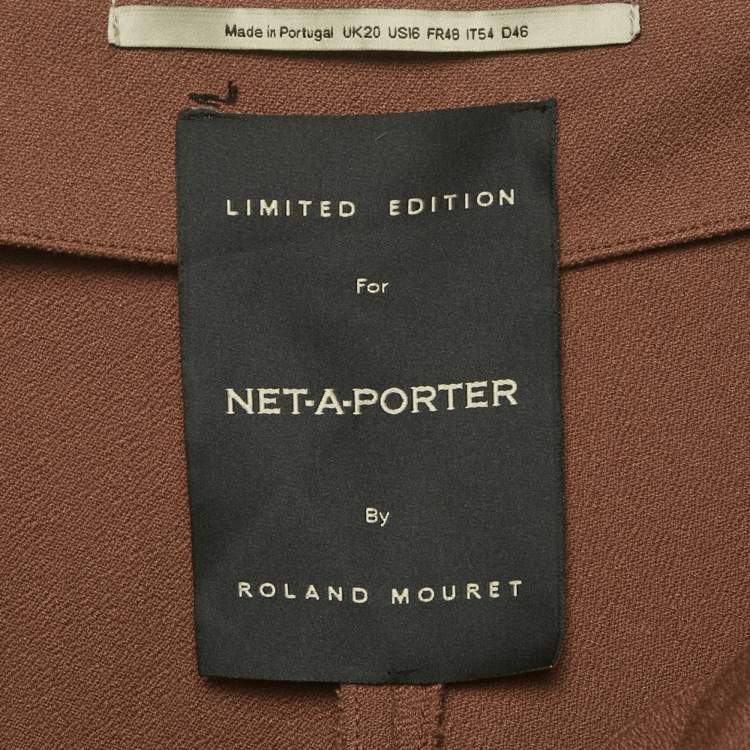 Made in Portugal UK20 US16 FR48 IT54 D46
LIMITED EDITION
For
NET-A-PORTER
By
ROLAND MOURET